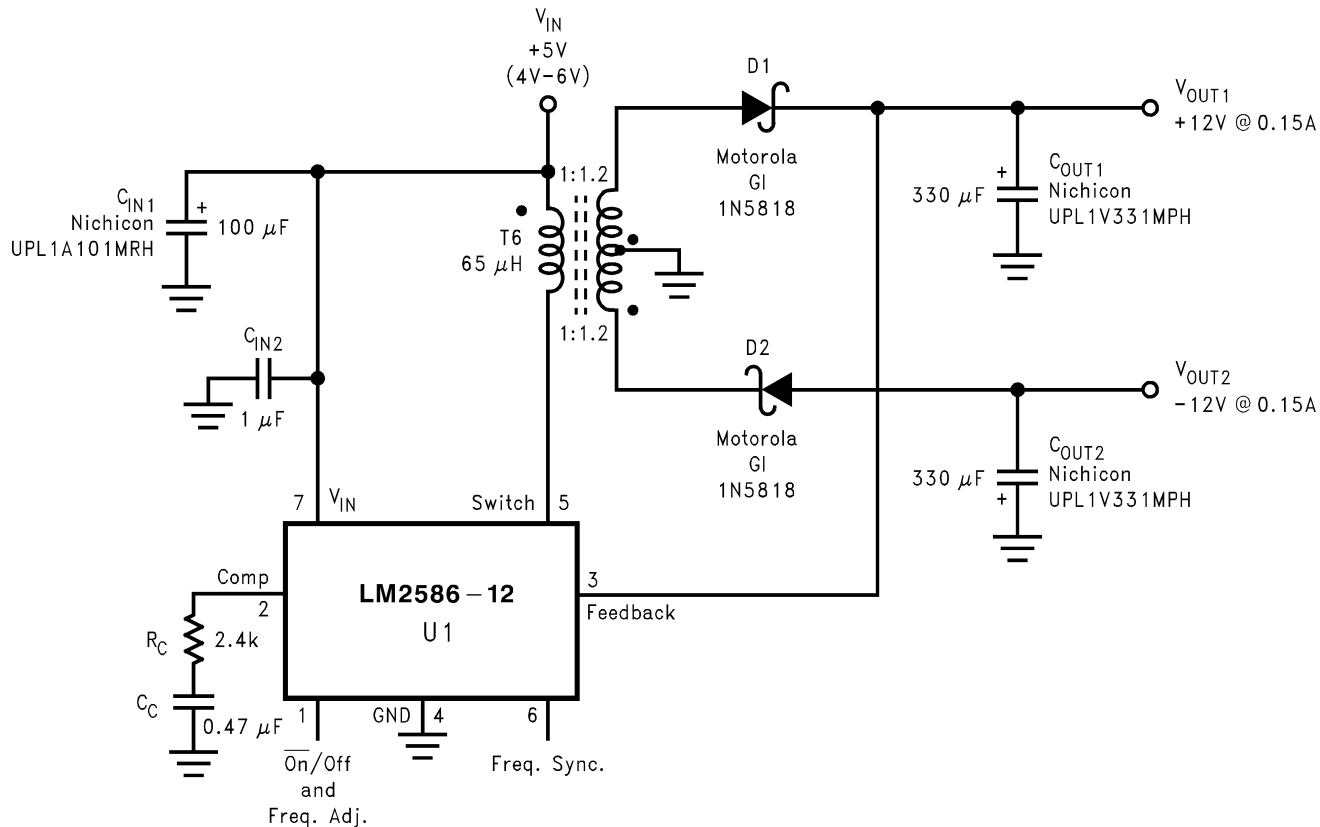 V_IN
+5V
(4V-6V)
D1
Motorola
GI
1N5818
V_OUT1
+12V @ 0.15A
C_OUT1
Nichicon
UPL1V331MPH
+
330 μF
C_IN1
Nichicon
UPL1A101MRH
+
100 μF
1:1.2
T6
65 μH
1:1.2
C_IN2
1 μF
D2
Motorola
GI
1N5818
V_OUT2
-12V @ 0.15A
C_OUT2
Nichicon
UPL1V331MPH
330 μF
+
7
V_IN
Switch
5
Comp
2
LM2586-12
U1
3
Feedback
R_C
2.4k
C_C
0.47 μF
1
GND
4
6
O̅n̅/Off
and
Freq. Adj.
Freq. Sync.